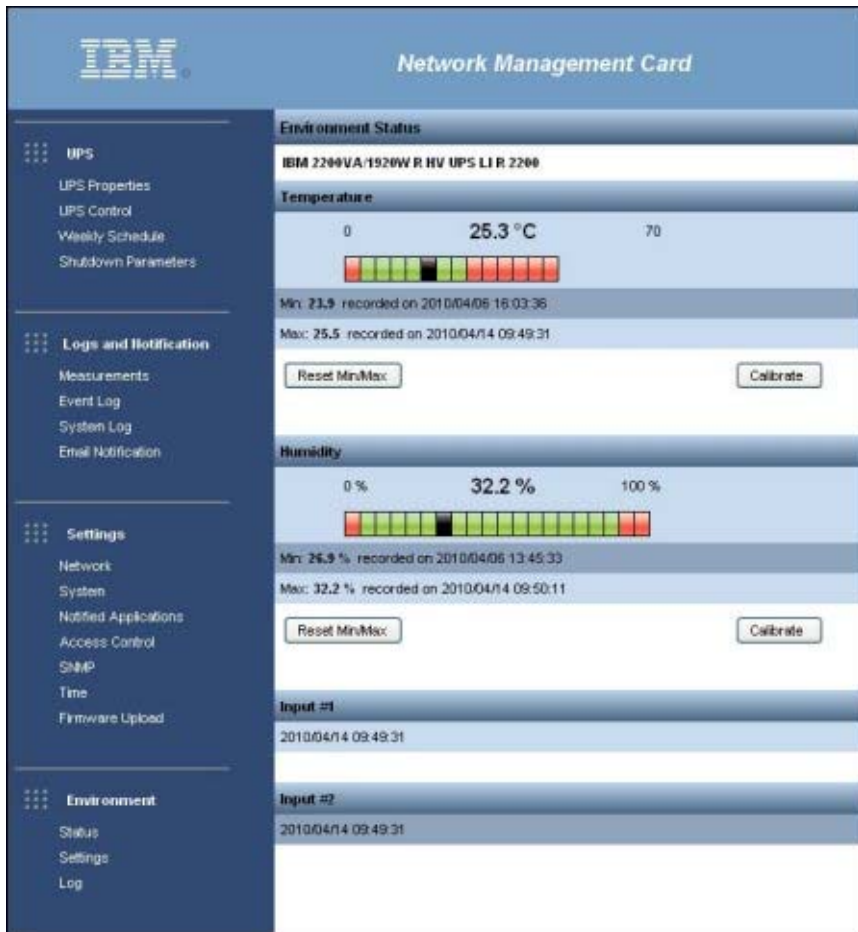 IBM
Network Management Card
UPS
UPS Properties
UPS Control
Weekly Schedule
Shutdown Parameters
Logs and Notification
Measurements
Event Log
System Log
Email Notification
Settings
Network
System
Notified Applications
Access Control
SNMP
Time
Firmware Upload
Environment
Status
Settings
Log
Environment Status
IBM 2200VA/1920W R HV UPS LI R 2200
Temperature
0 25.3 °C 70
Min: 23.9 recorded on 2010/04/06 16:03:36
Max: 25.5 recorded on 2010/04/14 09:49:31
Reset Min/Max Calibrate
Humidity
0 % 32.2 % 100 %
Min: 26.9 % recorded on 2010/04/06 13:45:33
Max: 32.2 % recorded on 2010/04/14 09:50:11
Reset Min/Max Calibrate
Input #1
2010/04/14 09:49:31
Input #2
2010/04/14 09:49:31